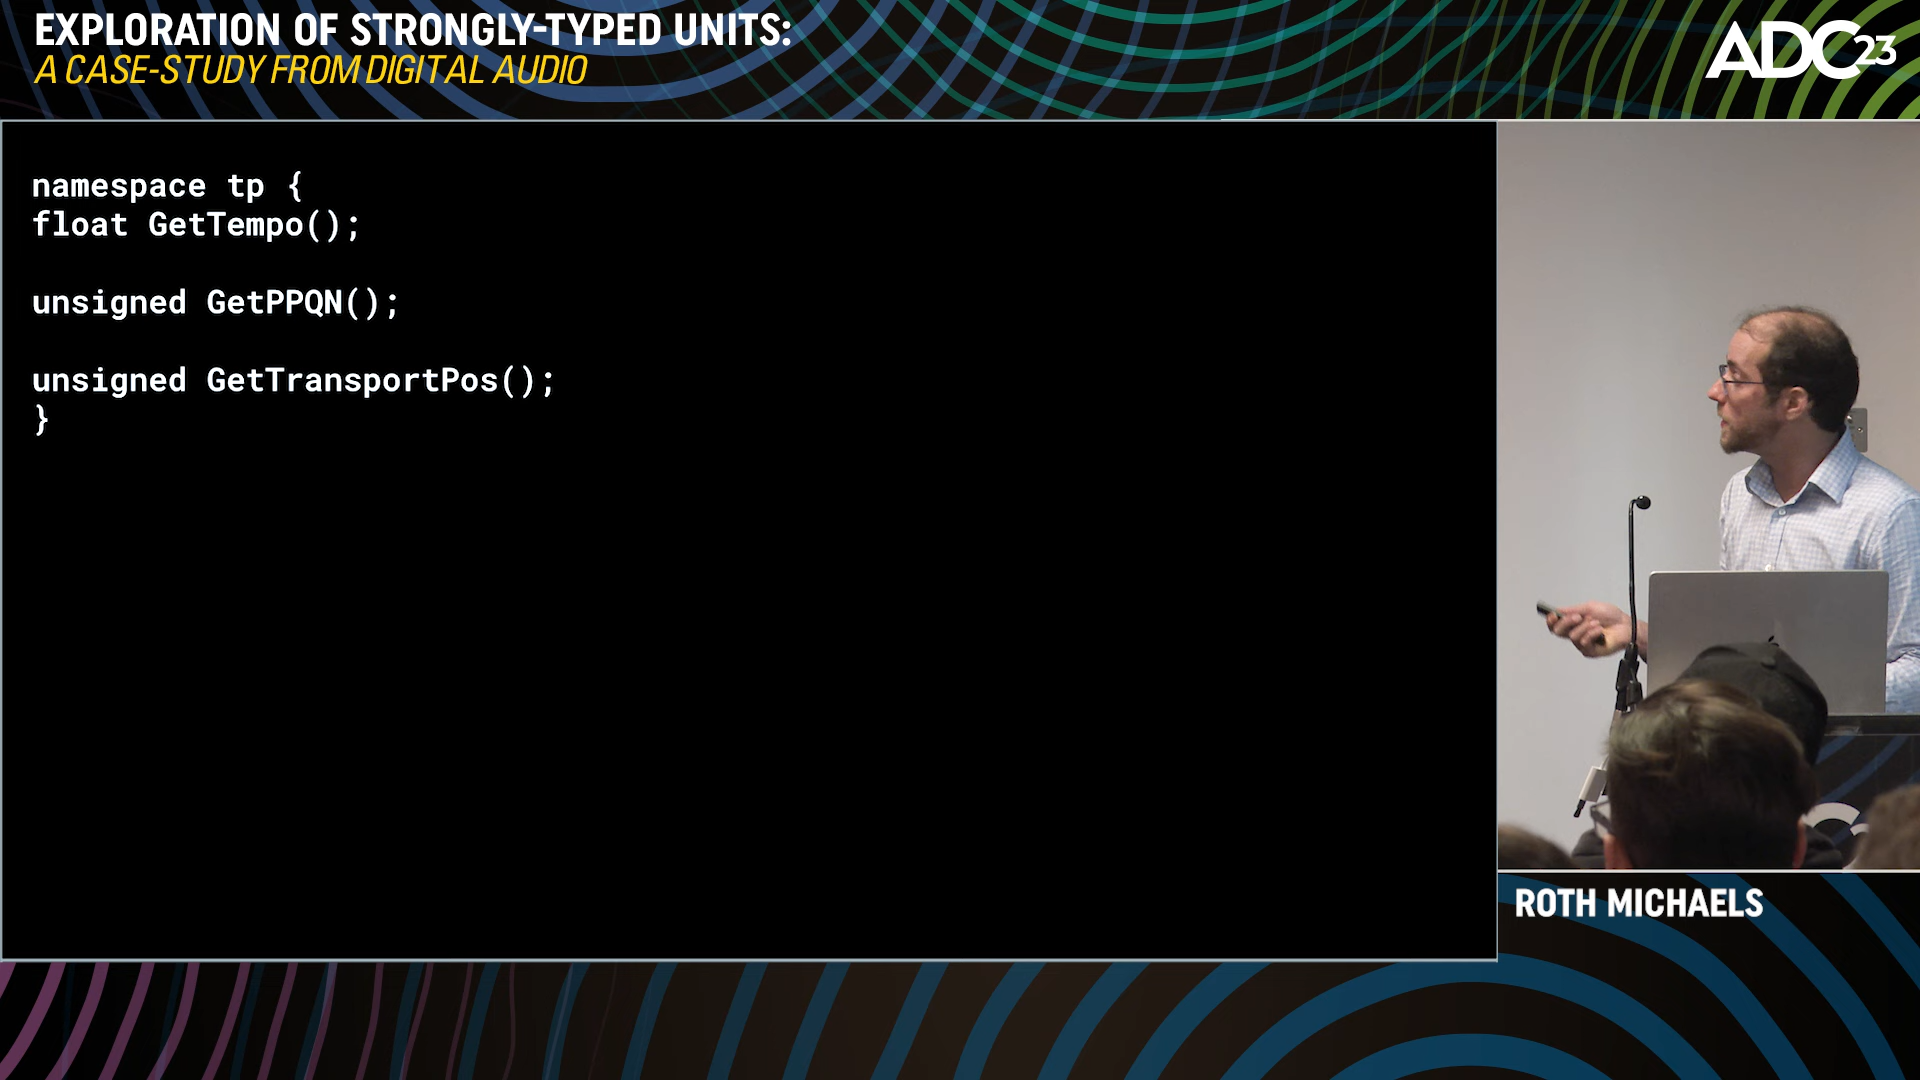 EXPLORATION OF STRONGLY-TYPED UNITS:
A CASE-STUDY FROM DIGITAL AUDIO
ADC23
namespace tp {
float GetTempo();
unsigned GetPPQN();
unsigned GetTransportPos();
}
ROTH MICHAELS